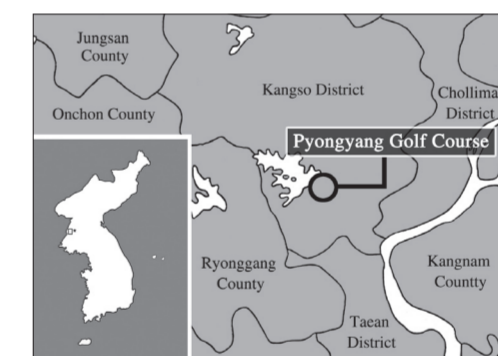 Jungsan
County
Kangso District
Chollima
District
Onchon County
Pyongyang Golf Course
Ryonggang
County
Kangnam
Countty
Taean
District